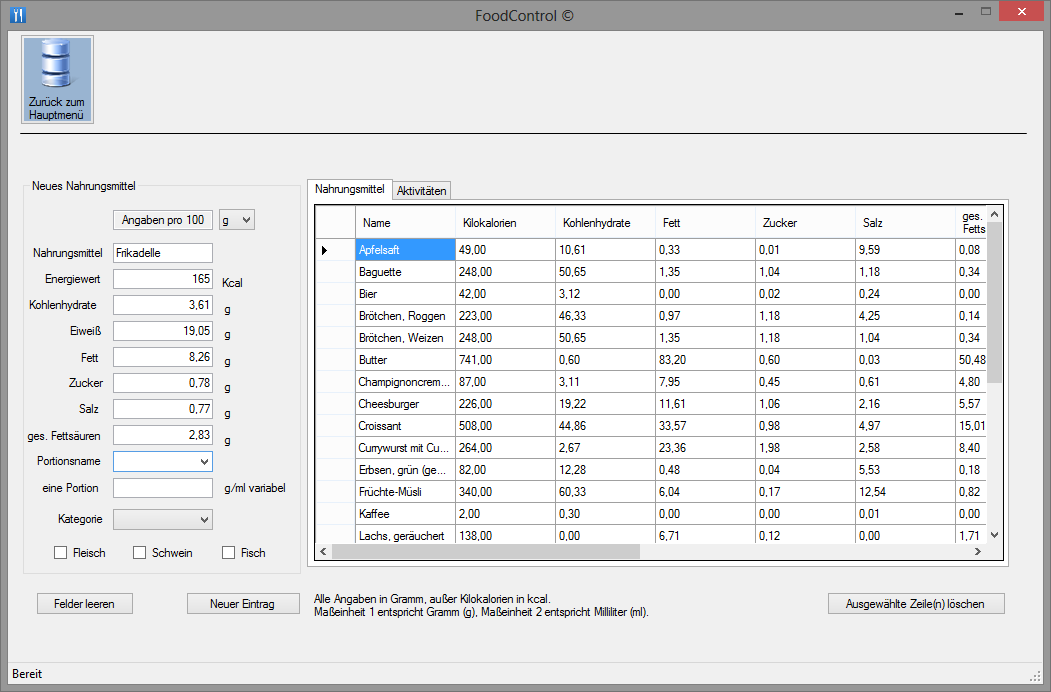 FoodControl ©
Zurück zum
Hauptmenü
Neues Nahrungsmittel
Angaben pro 100 g
Nahrungsmittel Frikadelle
Energiewert 165 Kcal
Kohlenhydrate 3,61 g
Eiweiß 19,05 g
Fett 8,26 g
Zucker 0,78 g
Salz 0,77 g
ges. Fettsäuren 2,83 g
Portionsname
eine Portion g/ml variabel
Kategorie
Fleisch Schwein Fisch
Felder leeren Neuer Eintrag
Nahrungsmittel Aktivitäten
Name Kilokalorien Kohlenhydrate Fett Zucker Salz ges.
Fetts
Apfelsaft 49,00 10,61 0,33 0,01 9,59 0,08
Baguette 248,00 50,65 1,35 1,04 1,18 0,34
Bier 42,00 3,12 0,00 0,02 0,24 0,00
Brötchen, Roggen 223,00 46,33 0,97 1,18 4,25 0,14
Brötchen, Weizen 248,00 50,65 1,35 1,18 1,04 0,34
Butter 741,00 0,60 83,20 0,60 0,03 50,48
Champignoncrem... 87,00 3,11 7,95 0,45 0,61 4,80
Cheesburger 226,00 19,22 11,61 1,06 2,16 5,57
Croissant 508,00 44,86 33,57 0,98 4,97 15,01
Currywurst mit Cu... 264,00 2,67 23,36 1,98 2,58 8,40
Erbsen, grün (ge... 82,00 12,28 0,48 0,04 5,53 0,18
Früchte-Müsli 340,00 60,33 6,04 0,17 12,54 0,82
Kaffee 2,00 0,30 0,00 0,00 0,01 0,00
Lachs, geräuchert 138,00 0,00 6,71 0,12 0,00 1,71
Alle Angaben in Gramm, außer Kilokalorien in kcal.
Maßeinheit 1 entspricht Gramm (g), Maßeinheit 2 entspricht Milliliter (ml).
Ausgewählte Zeile(n) löschen
Bereit